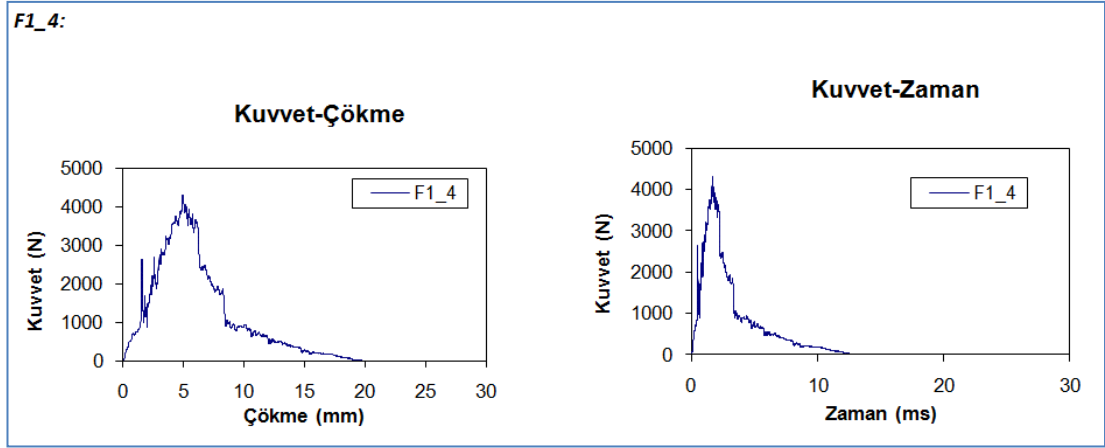 F1_4:
Kuvvet-Çökme
Kuvvet (N)
5000
4000
3000
2000
1000
0
F1_4
0 5 10 15 20 25 30
Çökme (mm)
Kuvvet-Zaman
Kuvvet (N)
5000
4000
3000
2000
1000
0
F1_4
0 10 20 30
Zaman (ms)